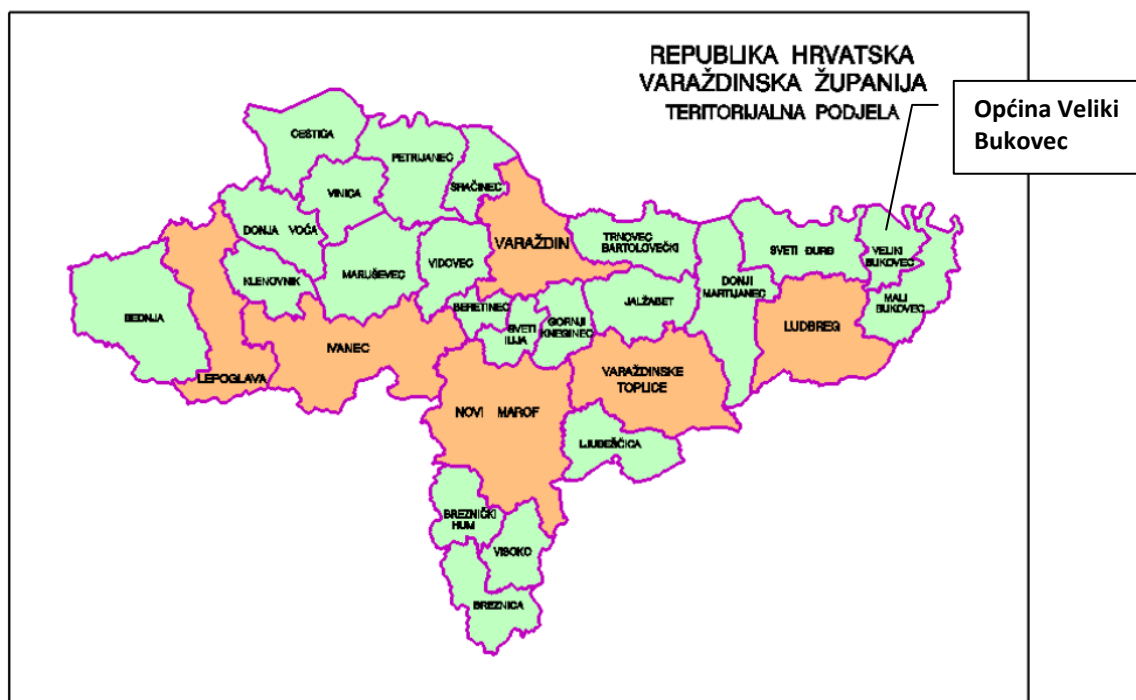 REPUBLIKA HRVATSKA
VARAŽDINSKA ŽUPANIJA
TERITORIJALNA PODJELA
Općina Veliki
Bukovec
CESTICA
PETRIJANEC
SRAČINEC
VINICA
DONJA VOĆA
VARAŽDIN
TRNOVEC
BARTOLOVEČKI
SVETI ĐURĐ
VELIKI
BUKOVEC
KLENOVNIK
MARUŠEVEC
VIDOVEC
DONJI
MARTIJANEC
MALI
BUKOVEC
BEDNJA
BERETINEC
SVETI
ILIJA
GORNJI
KNEGINEC
JALŽABET
LUDBREG
IVANEC
LEPOGLAVA
VARAŽDINSKE
TOPLICE
NOVI MAROF
LJUBEŠĆICA
BREZNIČKI
HUM
VISOKO
BREZNICA